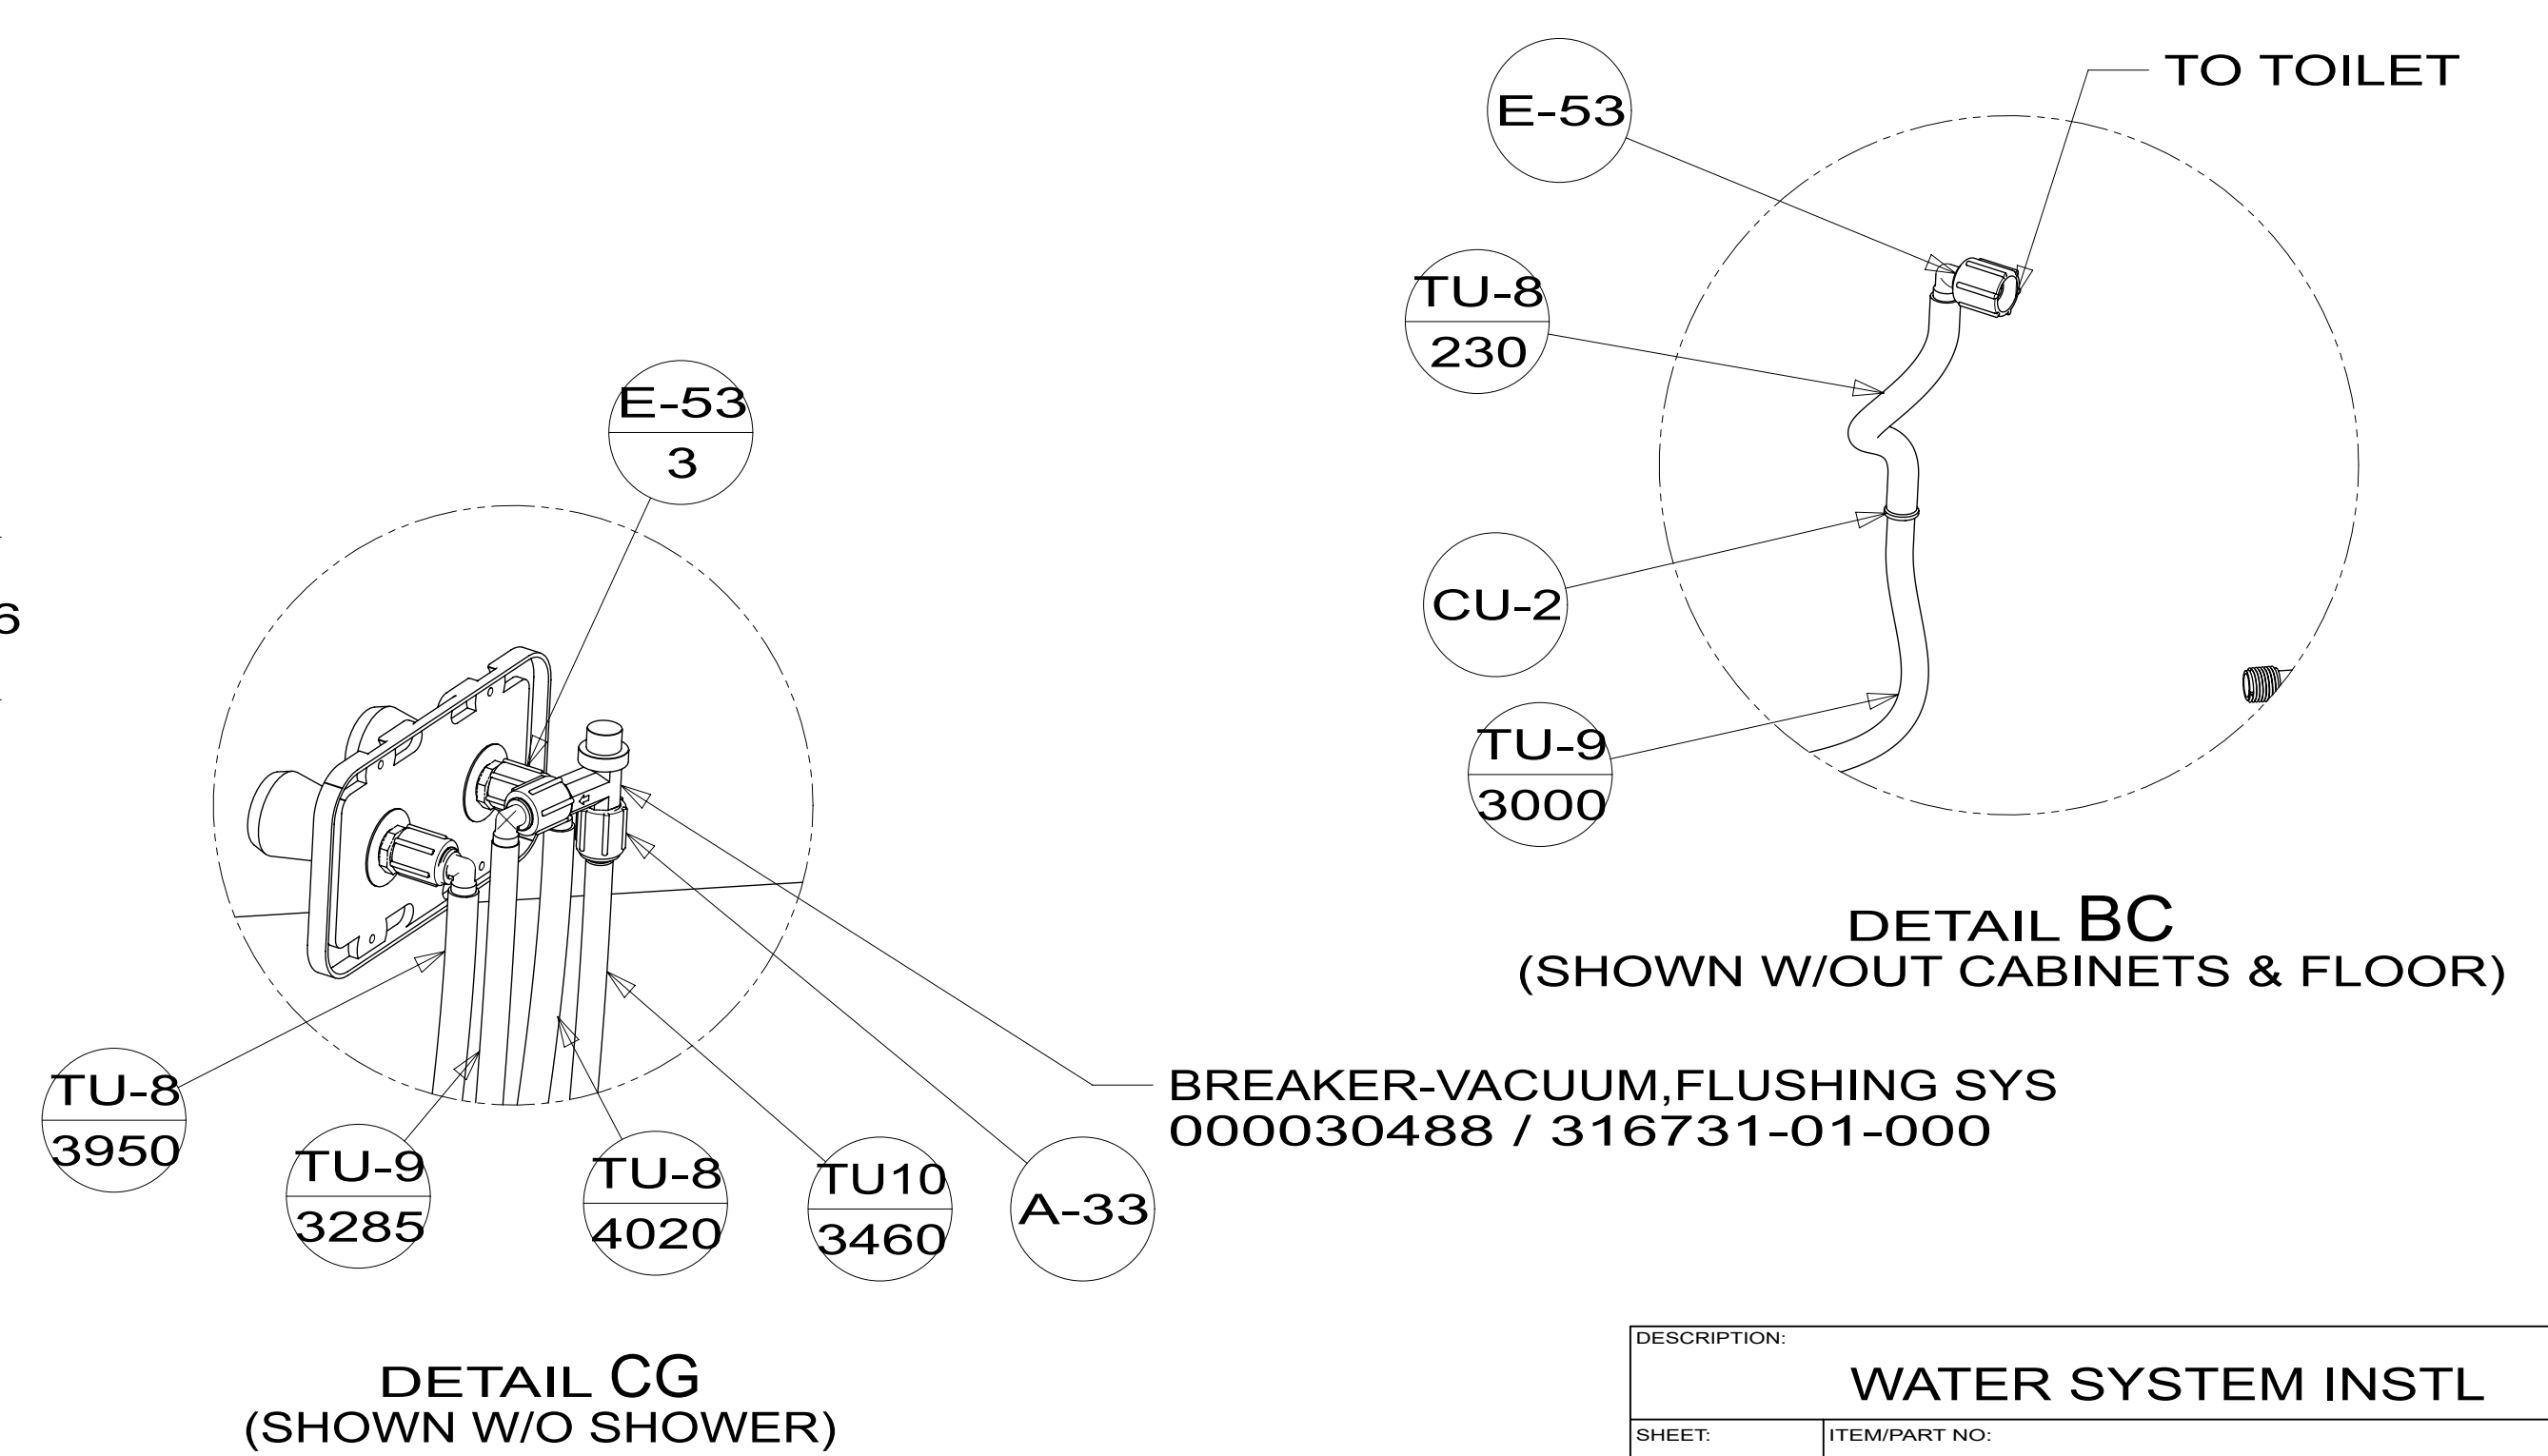 TO TOILET
E-53
TU-8
230
E-53
3
CU-2
6
TU-9
3000
DETAIL BC
(SHOWN W/OUT CABINETS & FLOOR)
BREAKER-VACUUM,FLUSHING SYS
000030488 / 316731-01-000
TU-8
3950
TU-9
3285
TU-8
4020
TU10
3460
A-33
DETAIL CG
(SHOWN W/O SHOWER)
DESCRIPTION:
WATER SYSTEM INSTL
SHEET:
ITEM/PART NO: